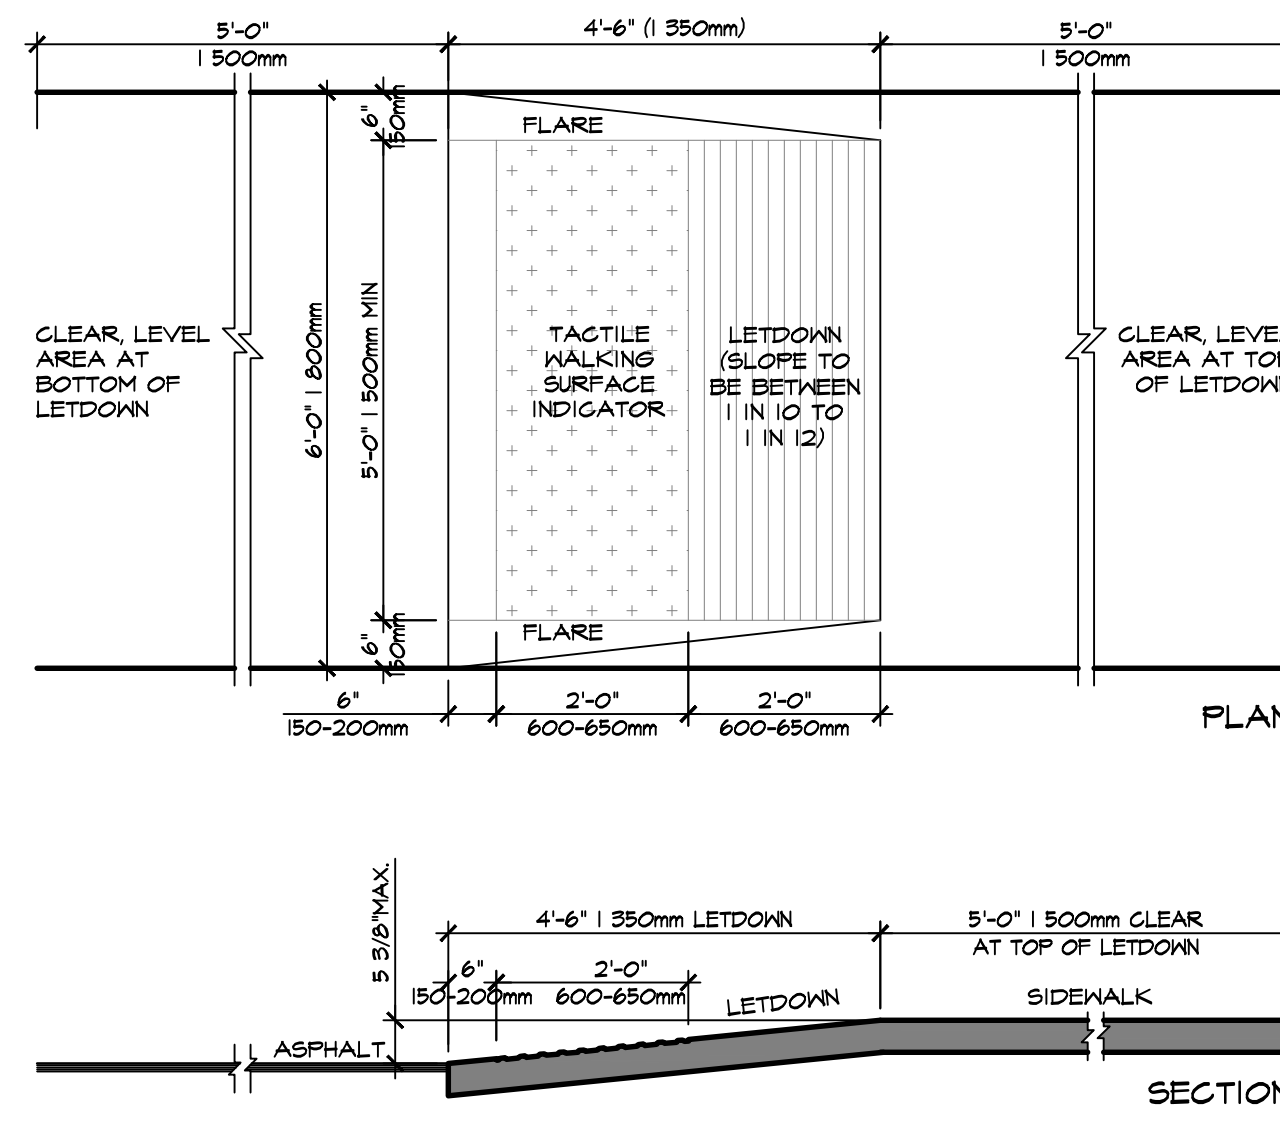 5'-0"
1 500mm
4'-6" (1 350mm)
5'-0"
1 500mm
6"
50mm
FLARE
6'-0" 1 800mm
5'-0" 1 500mm MIN
CLEAR, LEVEL
AREA AT
BOTTOM OF
LETDOWN
TACTILE
WALKING
SURFACE
INDICATOR
LETDOWN
(SLOPE TO
BE BETWEEN
1 IN 10 TO
1 IN 12)
CLEAR, LEVE
AREA AT TOP
OF LETDOWN
FLARE
6"
50mm
6"
150-200mm
2'-0"
600-650mm
2'-0"
600-650mm
PLAN
5 3/8"MAX.
4'-6" 1 350mm LETDOWN
5'-0" 1 500mm CLEAR
AT TOP OF LETDOWN
6"
150-200mm
2'-0"
600-650mm
LETDOWN
SIDEWALK
ASPHALT
SECTION